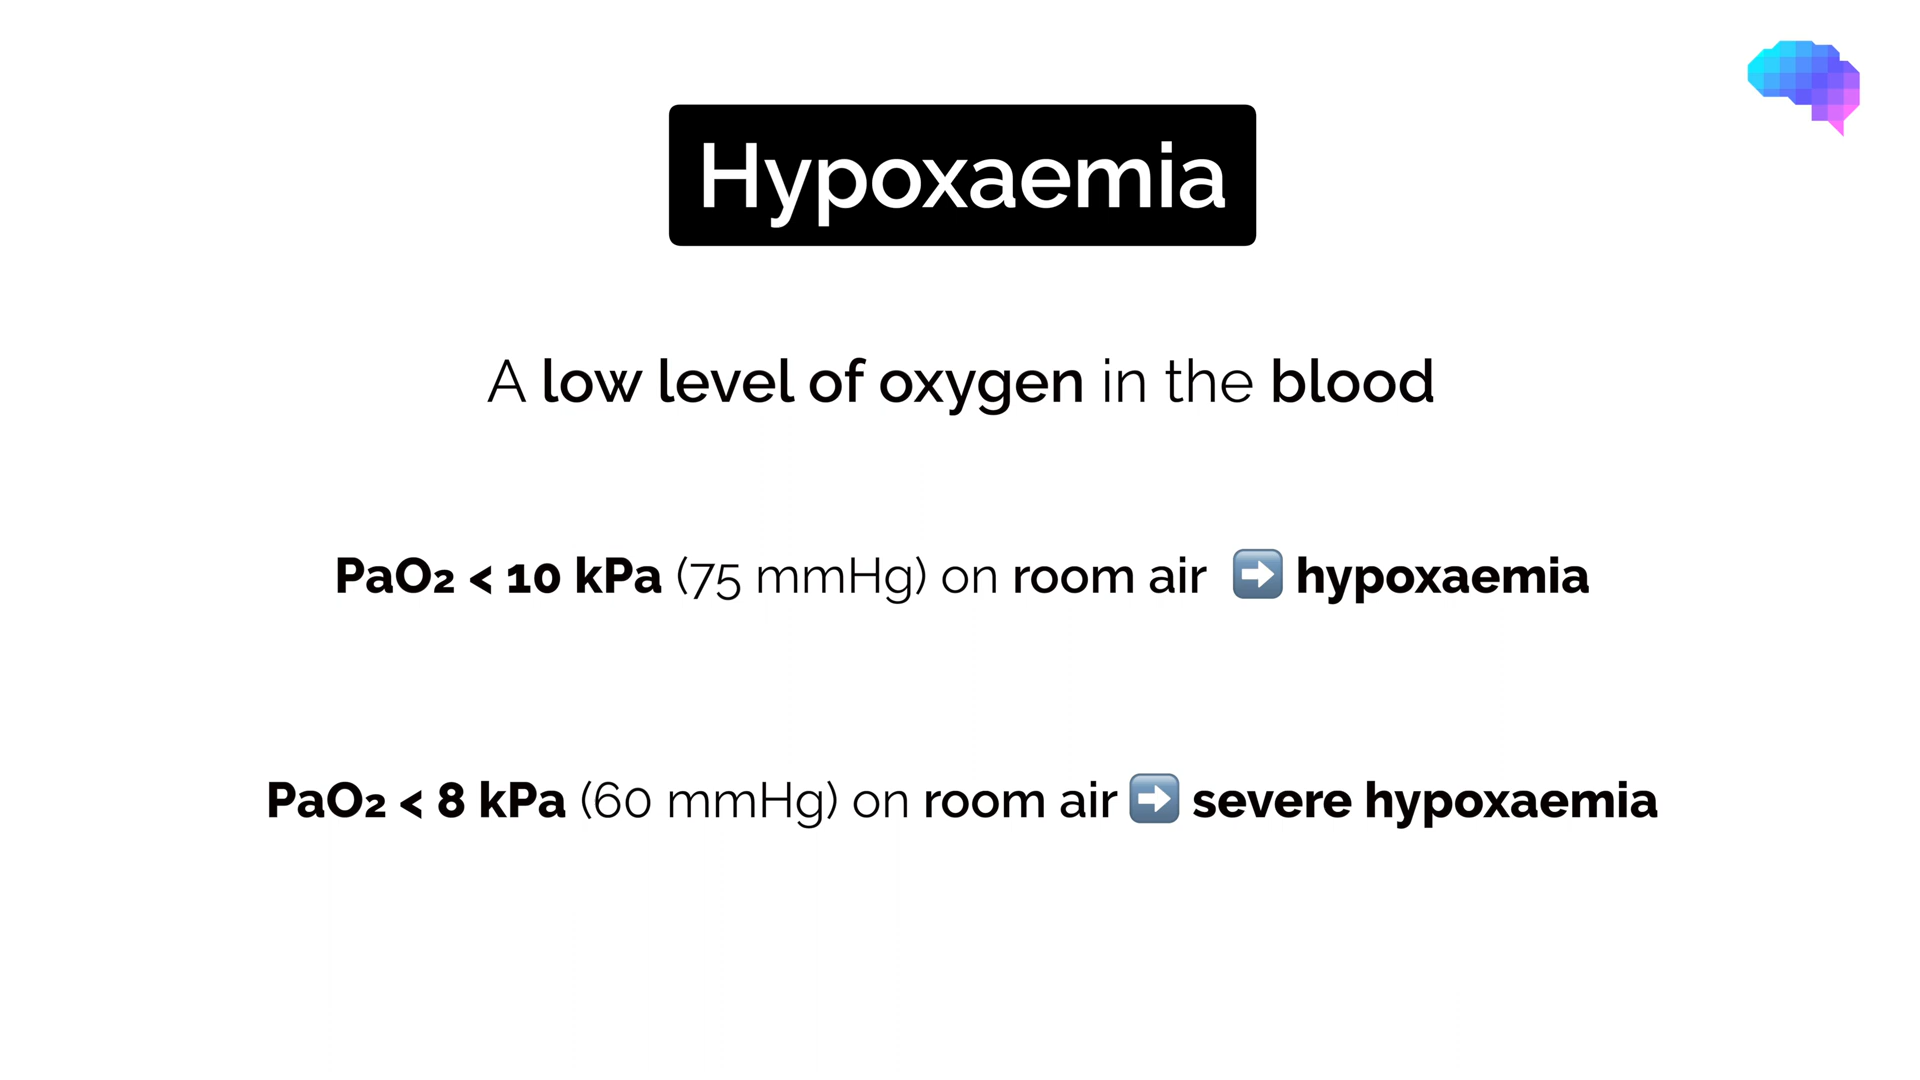 Hypoxaemia
A low level of oxygen in the blood
PaO2 < 10 kPa (75 mmHg) on room air ➡️ hypoxaemia
PaO2 < 8 kPa (60 mmHg) on room air ➡️ severe hypoxaemia